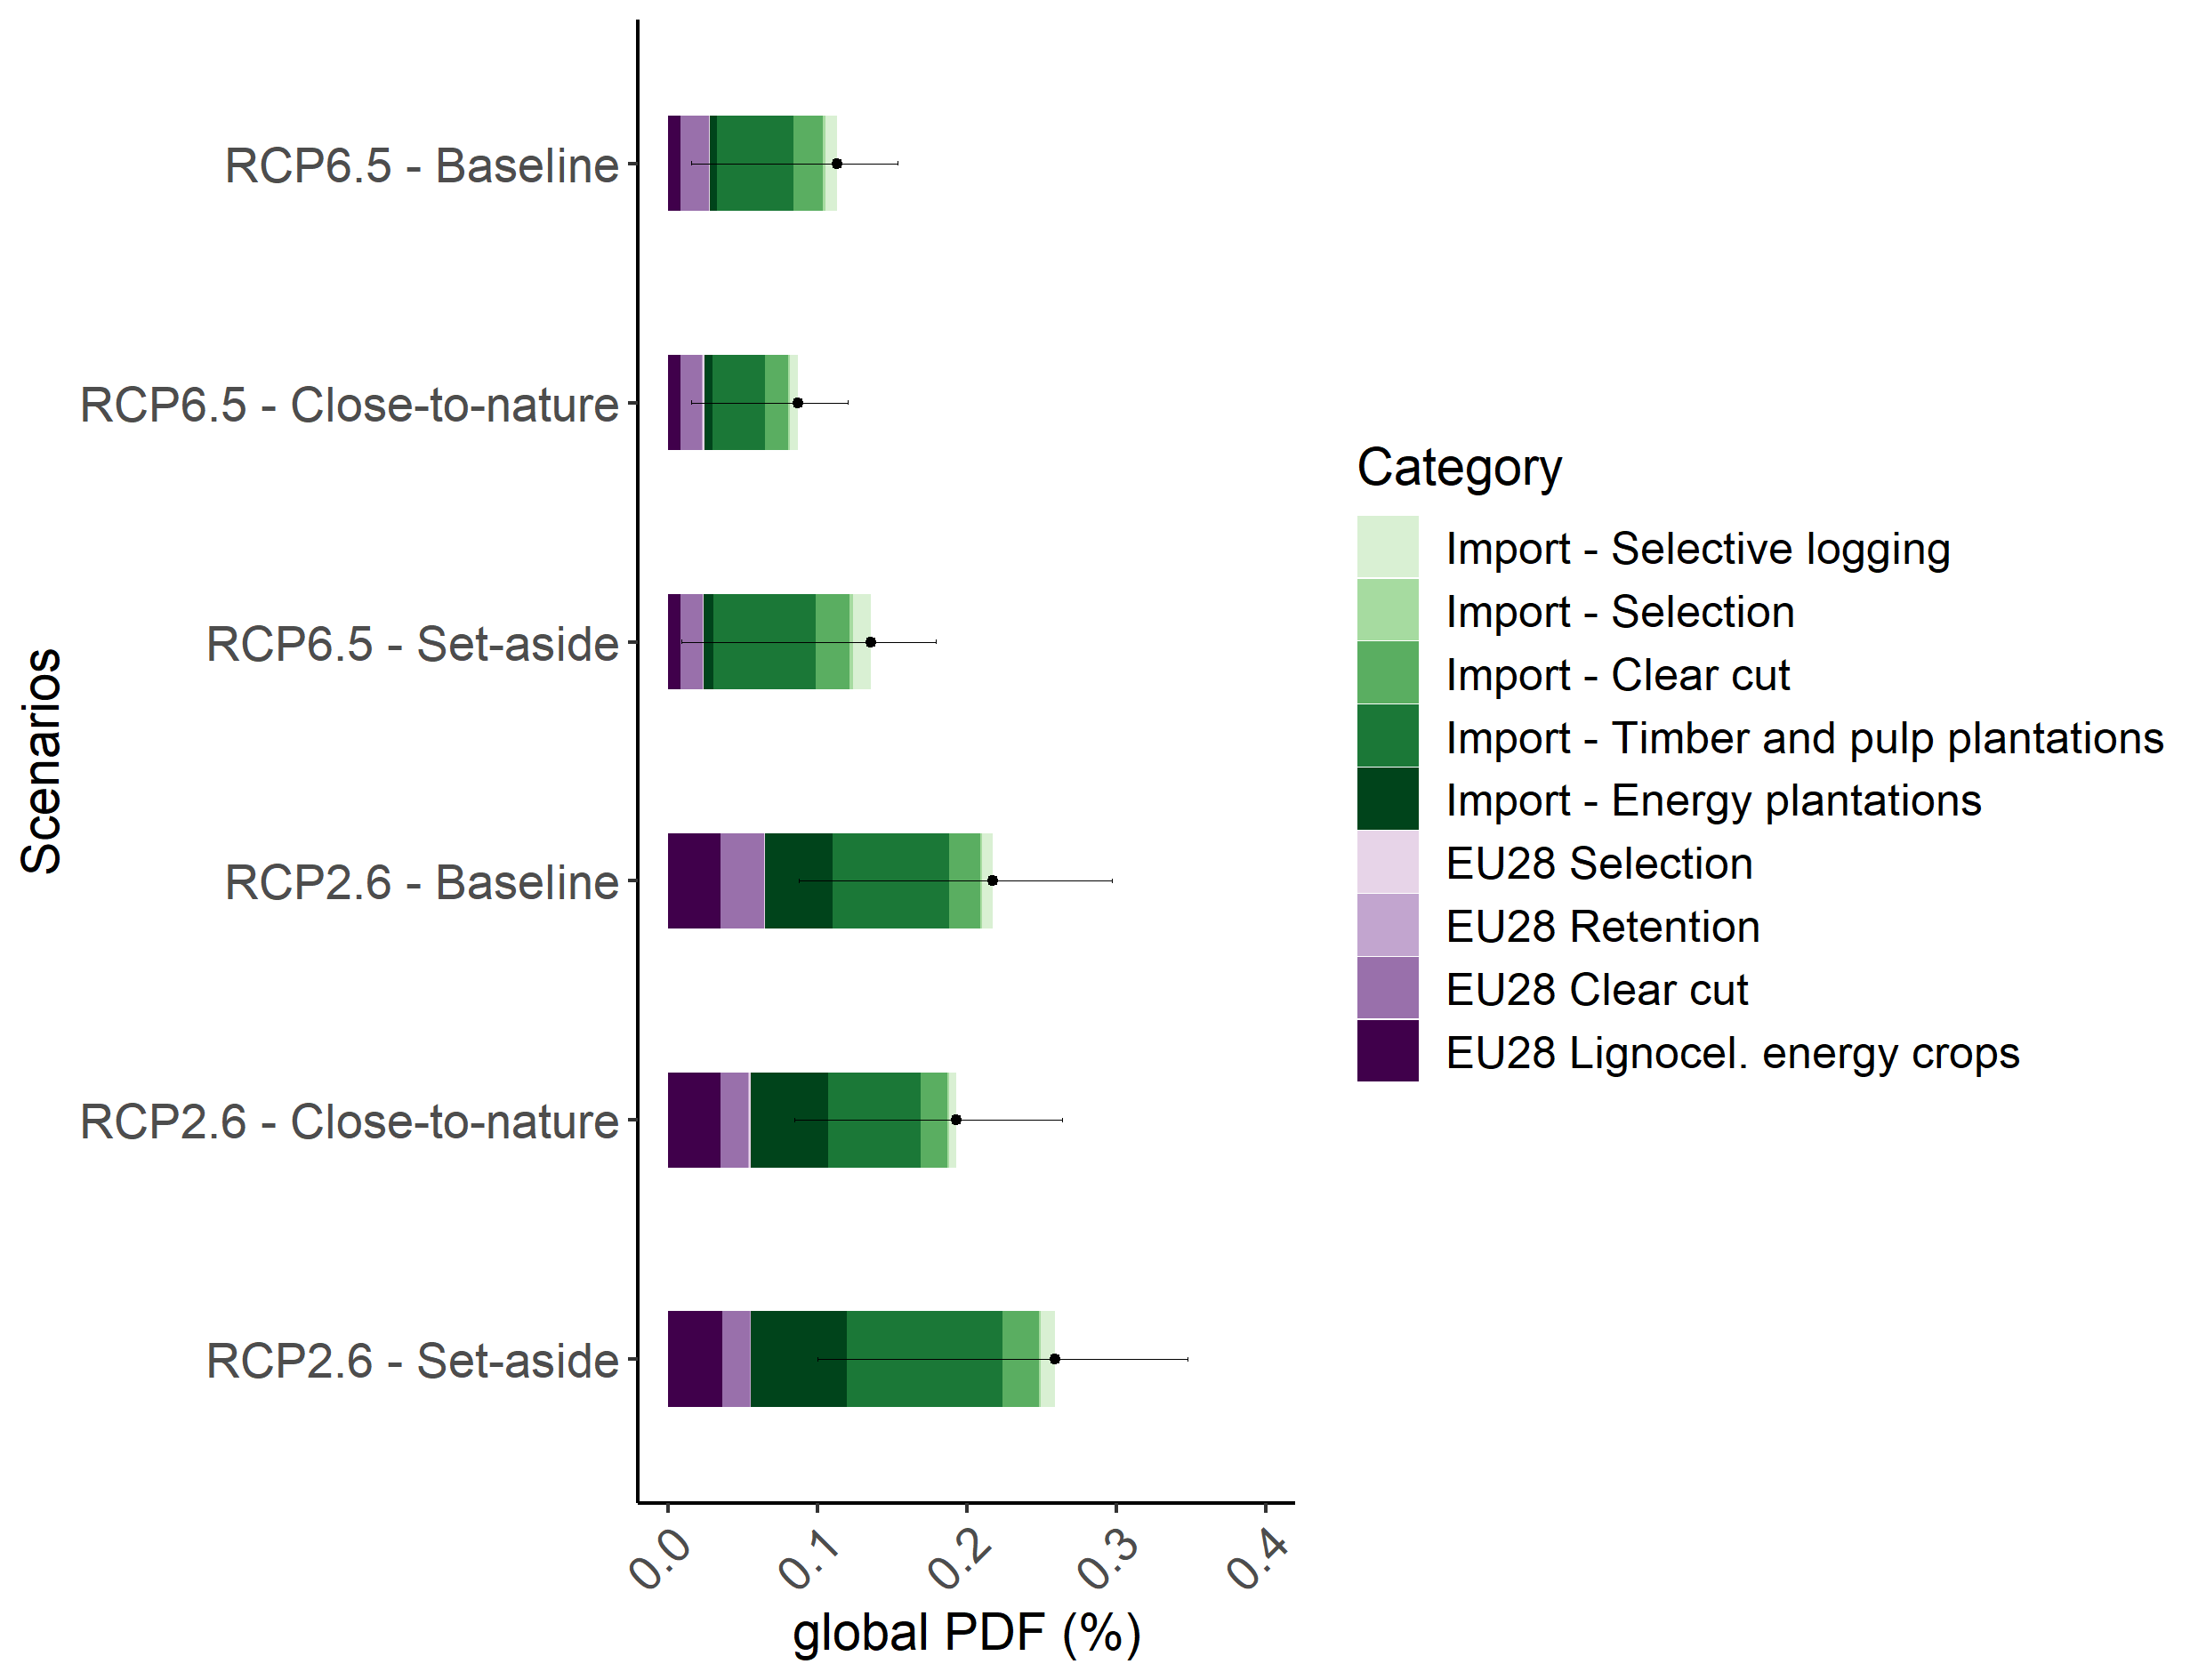 Scenarios
RCP6.5 - Baseline
RCP6.5 - Close-to-nature
RCP6.5 - Set-aside
RCP2.6 - Baseline
RCP2.6 - Close-to-nature
RCP2.6 - Set-aside
0.0
0.1
0.2
0.3
0.4
global PDF (%)
Category
Import - Selective logging
Import - Selection
Import - Clear cut
Import - Timber and pulp plantations
Import - Energy plantations
EU28 Selection
EU28 Retention
EU28 Clear cut
EU28 Lignocel. energy crops